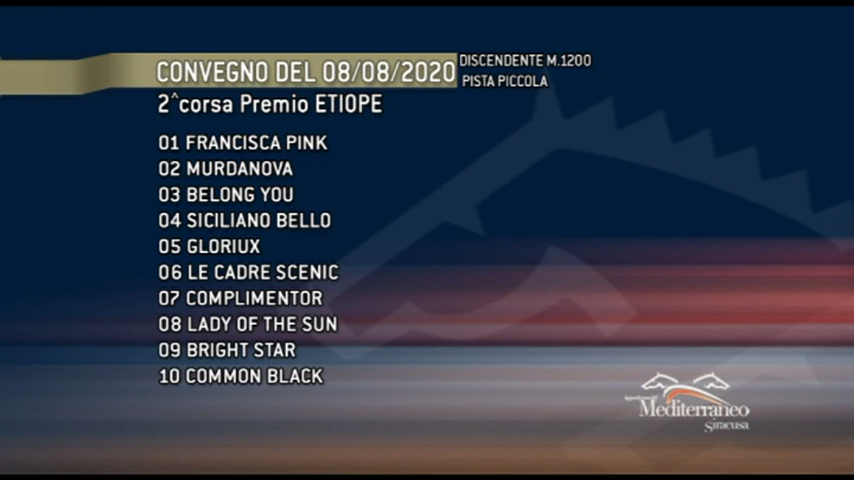 CONVEGNO DEL 08/08/2020
DISCENDENTE M.1200
PISTA PICCOLA
2^corsa Premio ETIOPE
01 FRANCISCA PINK
02 MURDANOVA
03 BELONG YOU
04 SICILIANO BELLO
05 GLORIUX
06 LE CADRE SCENIC
07 COMPLIMENTOR
08 LADY OF THE SUN
09 BRIGHT STAR
10 COMMON BLACK
Mediterraneo
Siracusa